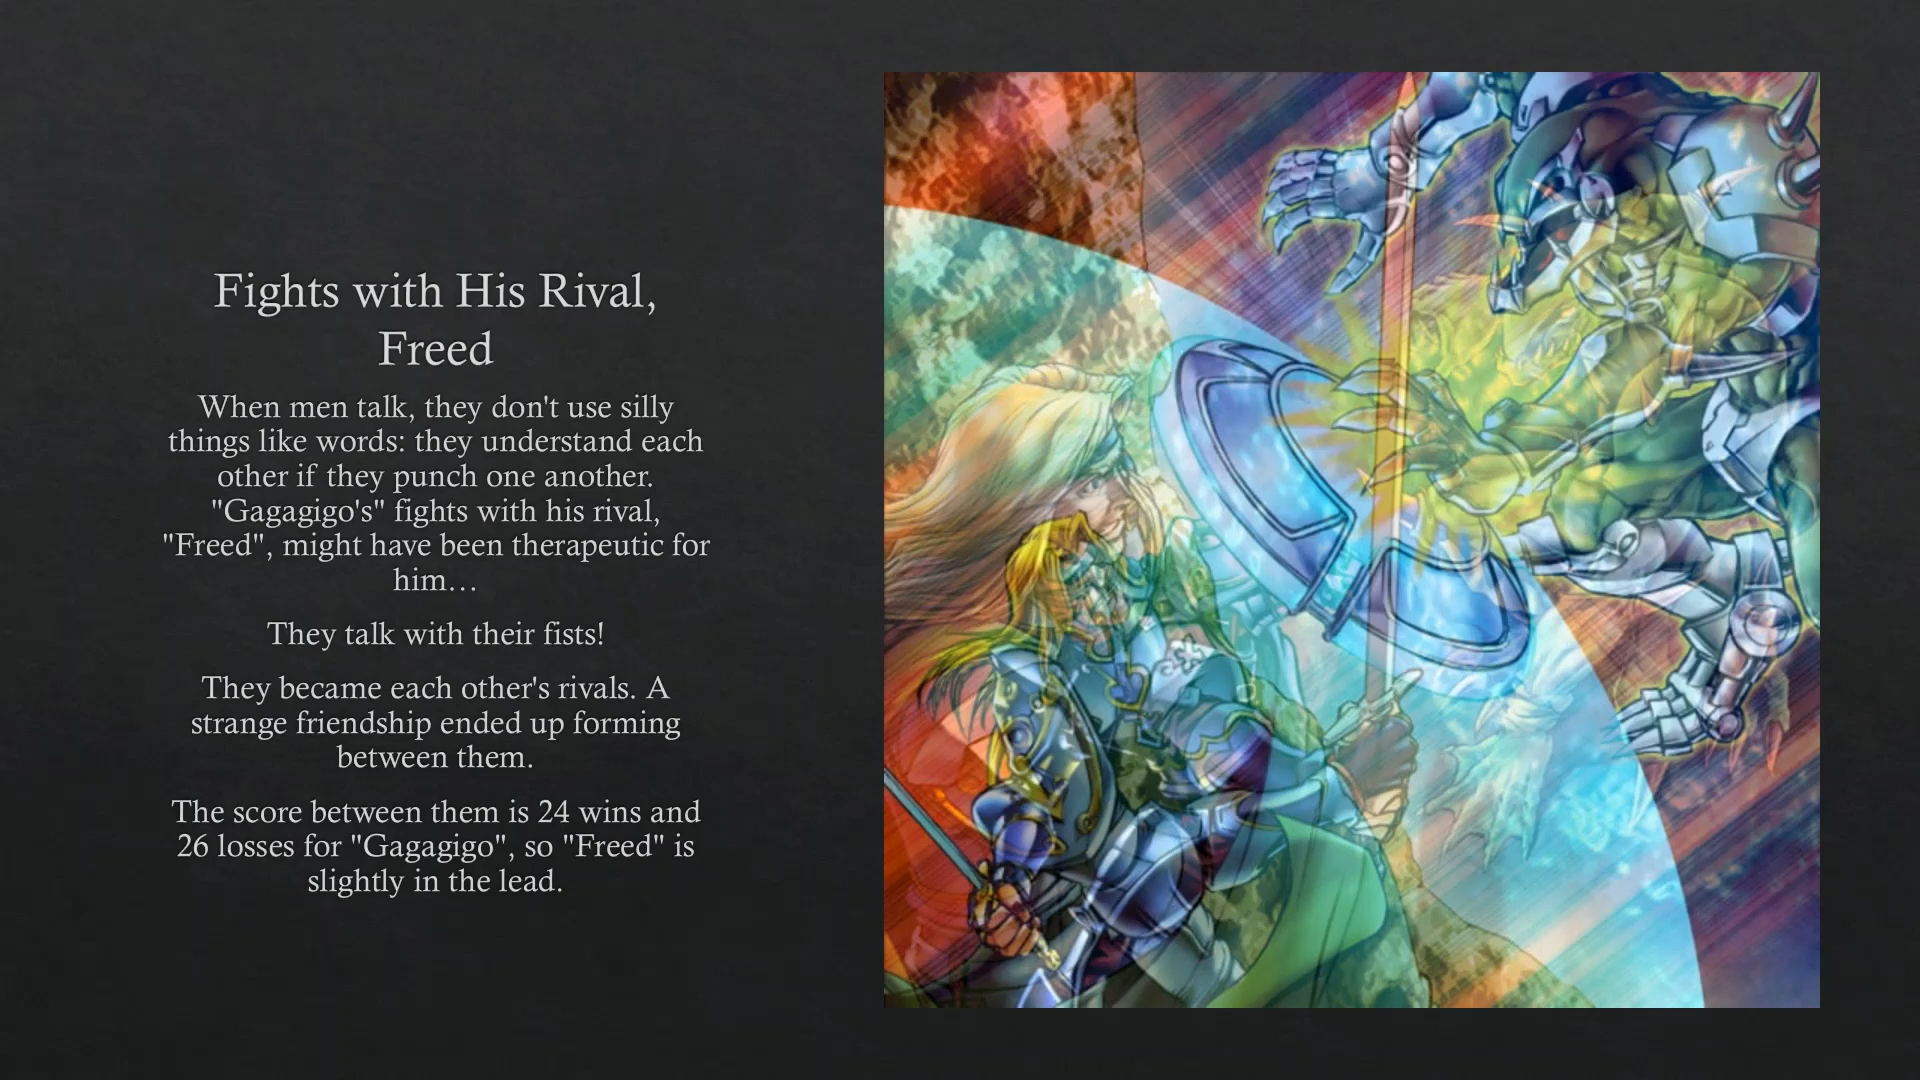 Fights with His Rival,
Freed
When men talk, they don't use silly
things like words: they understand each
other if they punch one another.
"Gagagigo's" fights with his rival,
"Freed", might have been therapeutic for
him…
They talk with their fists!
They became each other's rivals. A
strange friendship ended up forming
between them.
The score between them is 24 wins and
26 losses for "Gagagigo", so "Freed" is
slightly in the lead.